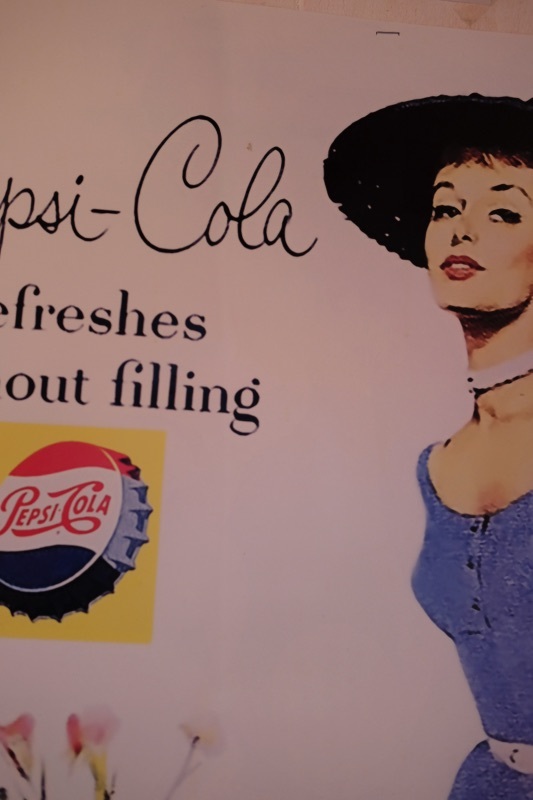 psi-Cola
efreshes
out filling
PEPSI-COLA